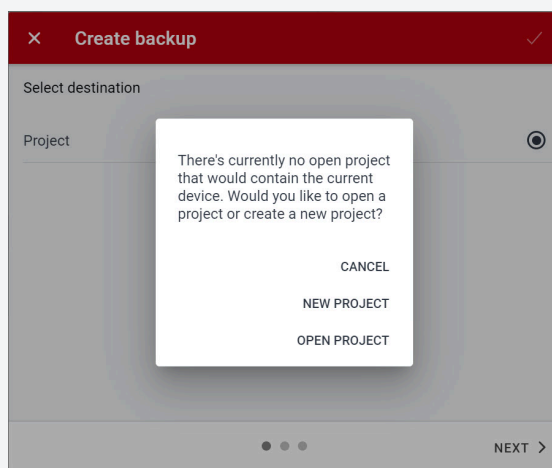 Create backup
Select destination
Project
There's currently no open project
that would contain the current
device. Would you like to open a
project or create a new project?
CANCEL
NEW PROJECT
OPEN PROJECT
NEXT